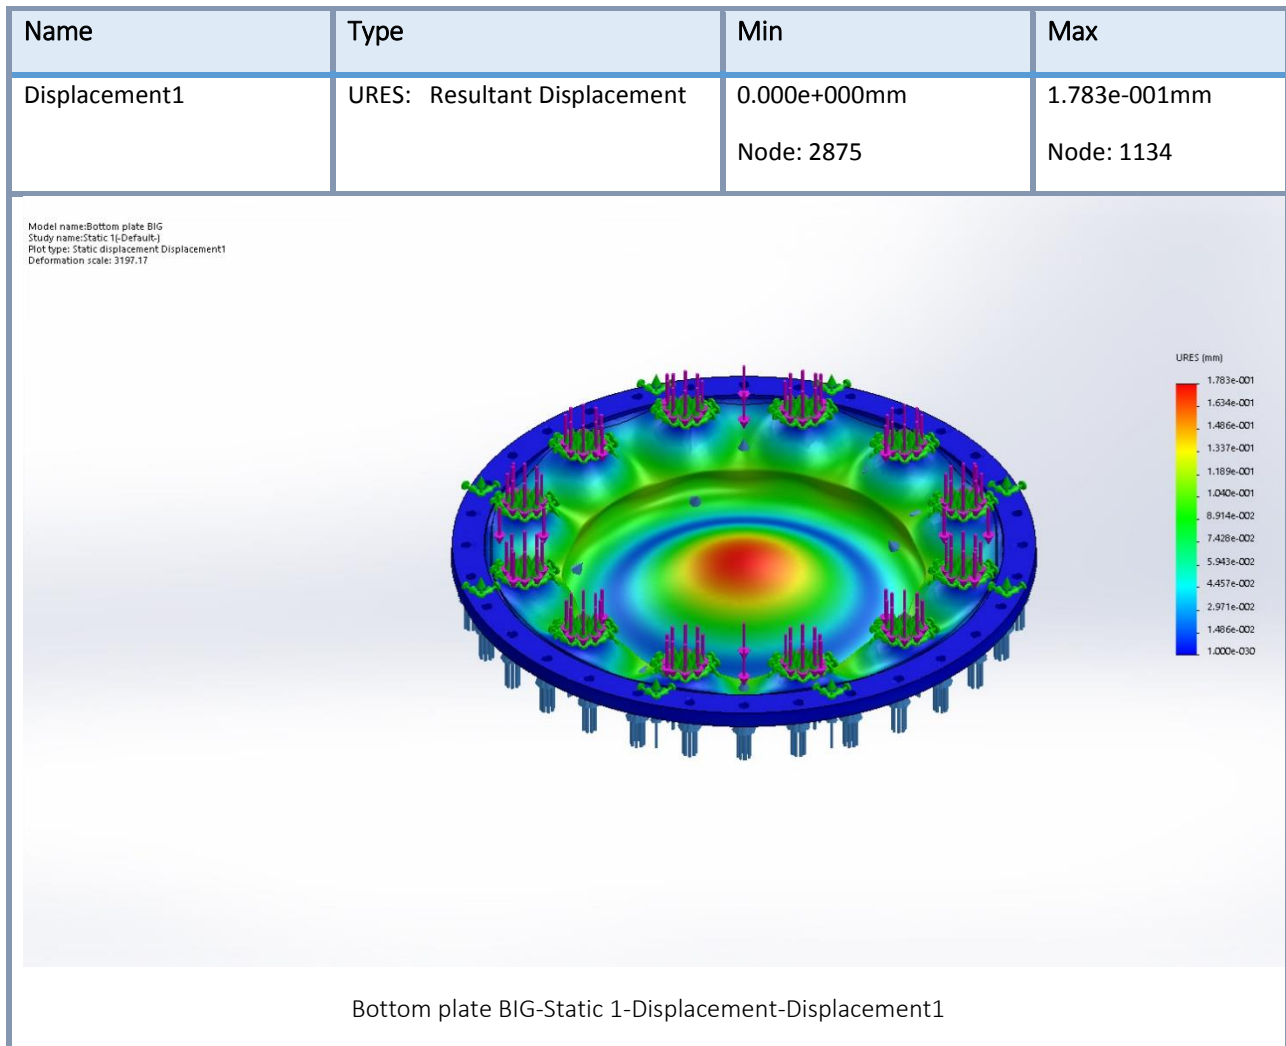 Name Type Min Max
Displacement1 URES: Resultant Displacement 0.000e+000mm 1.783e-001mm
Node: 2875 Node: 1134
Model name:Bottom plate BIG
Study name:Static 1(-Default-)
Plot type: Static displacement Displacement1
Deformation scale: 3197.17
URES (mm)
1.783e-001
1.634e-001
1.486e-001
1.337e-001
1.189e-001
1.040e-001
8.914e-002
7.428e-002
5.943e-002
4.457e-002
2.971e-002
1.486e-002
1.000e-030
Bottom plate BIG-Static 1-Displacement-Displacement1